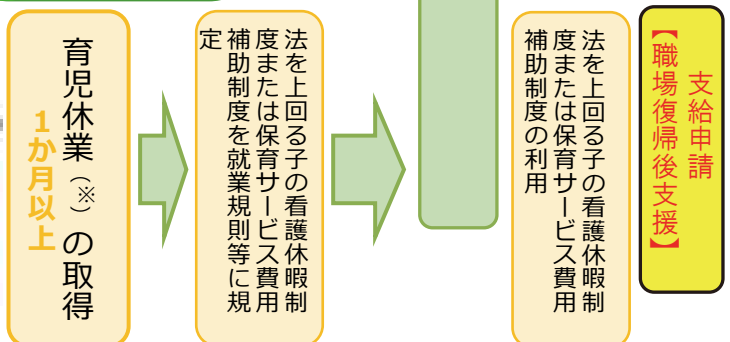 育児休業（※）の取得
1か月以上
法を上回る子の看護休暇制
度または保育サービス費用
補助制度を就業規則等に規
定
法を上回る子の看護休暇制
度または保育サービス費用
補助制度の利用
支給申請
【職場復帰後支援】